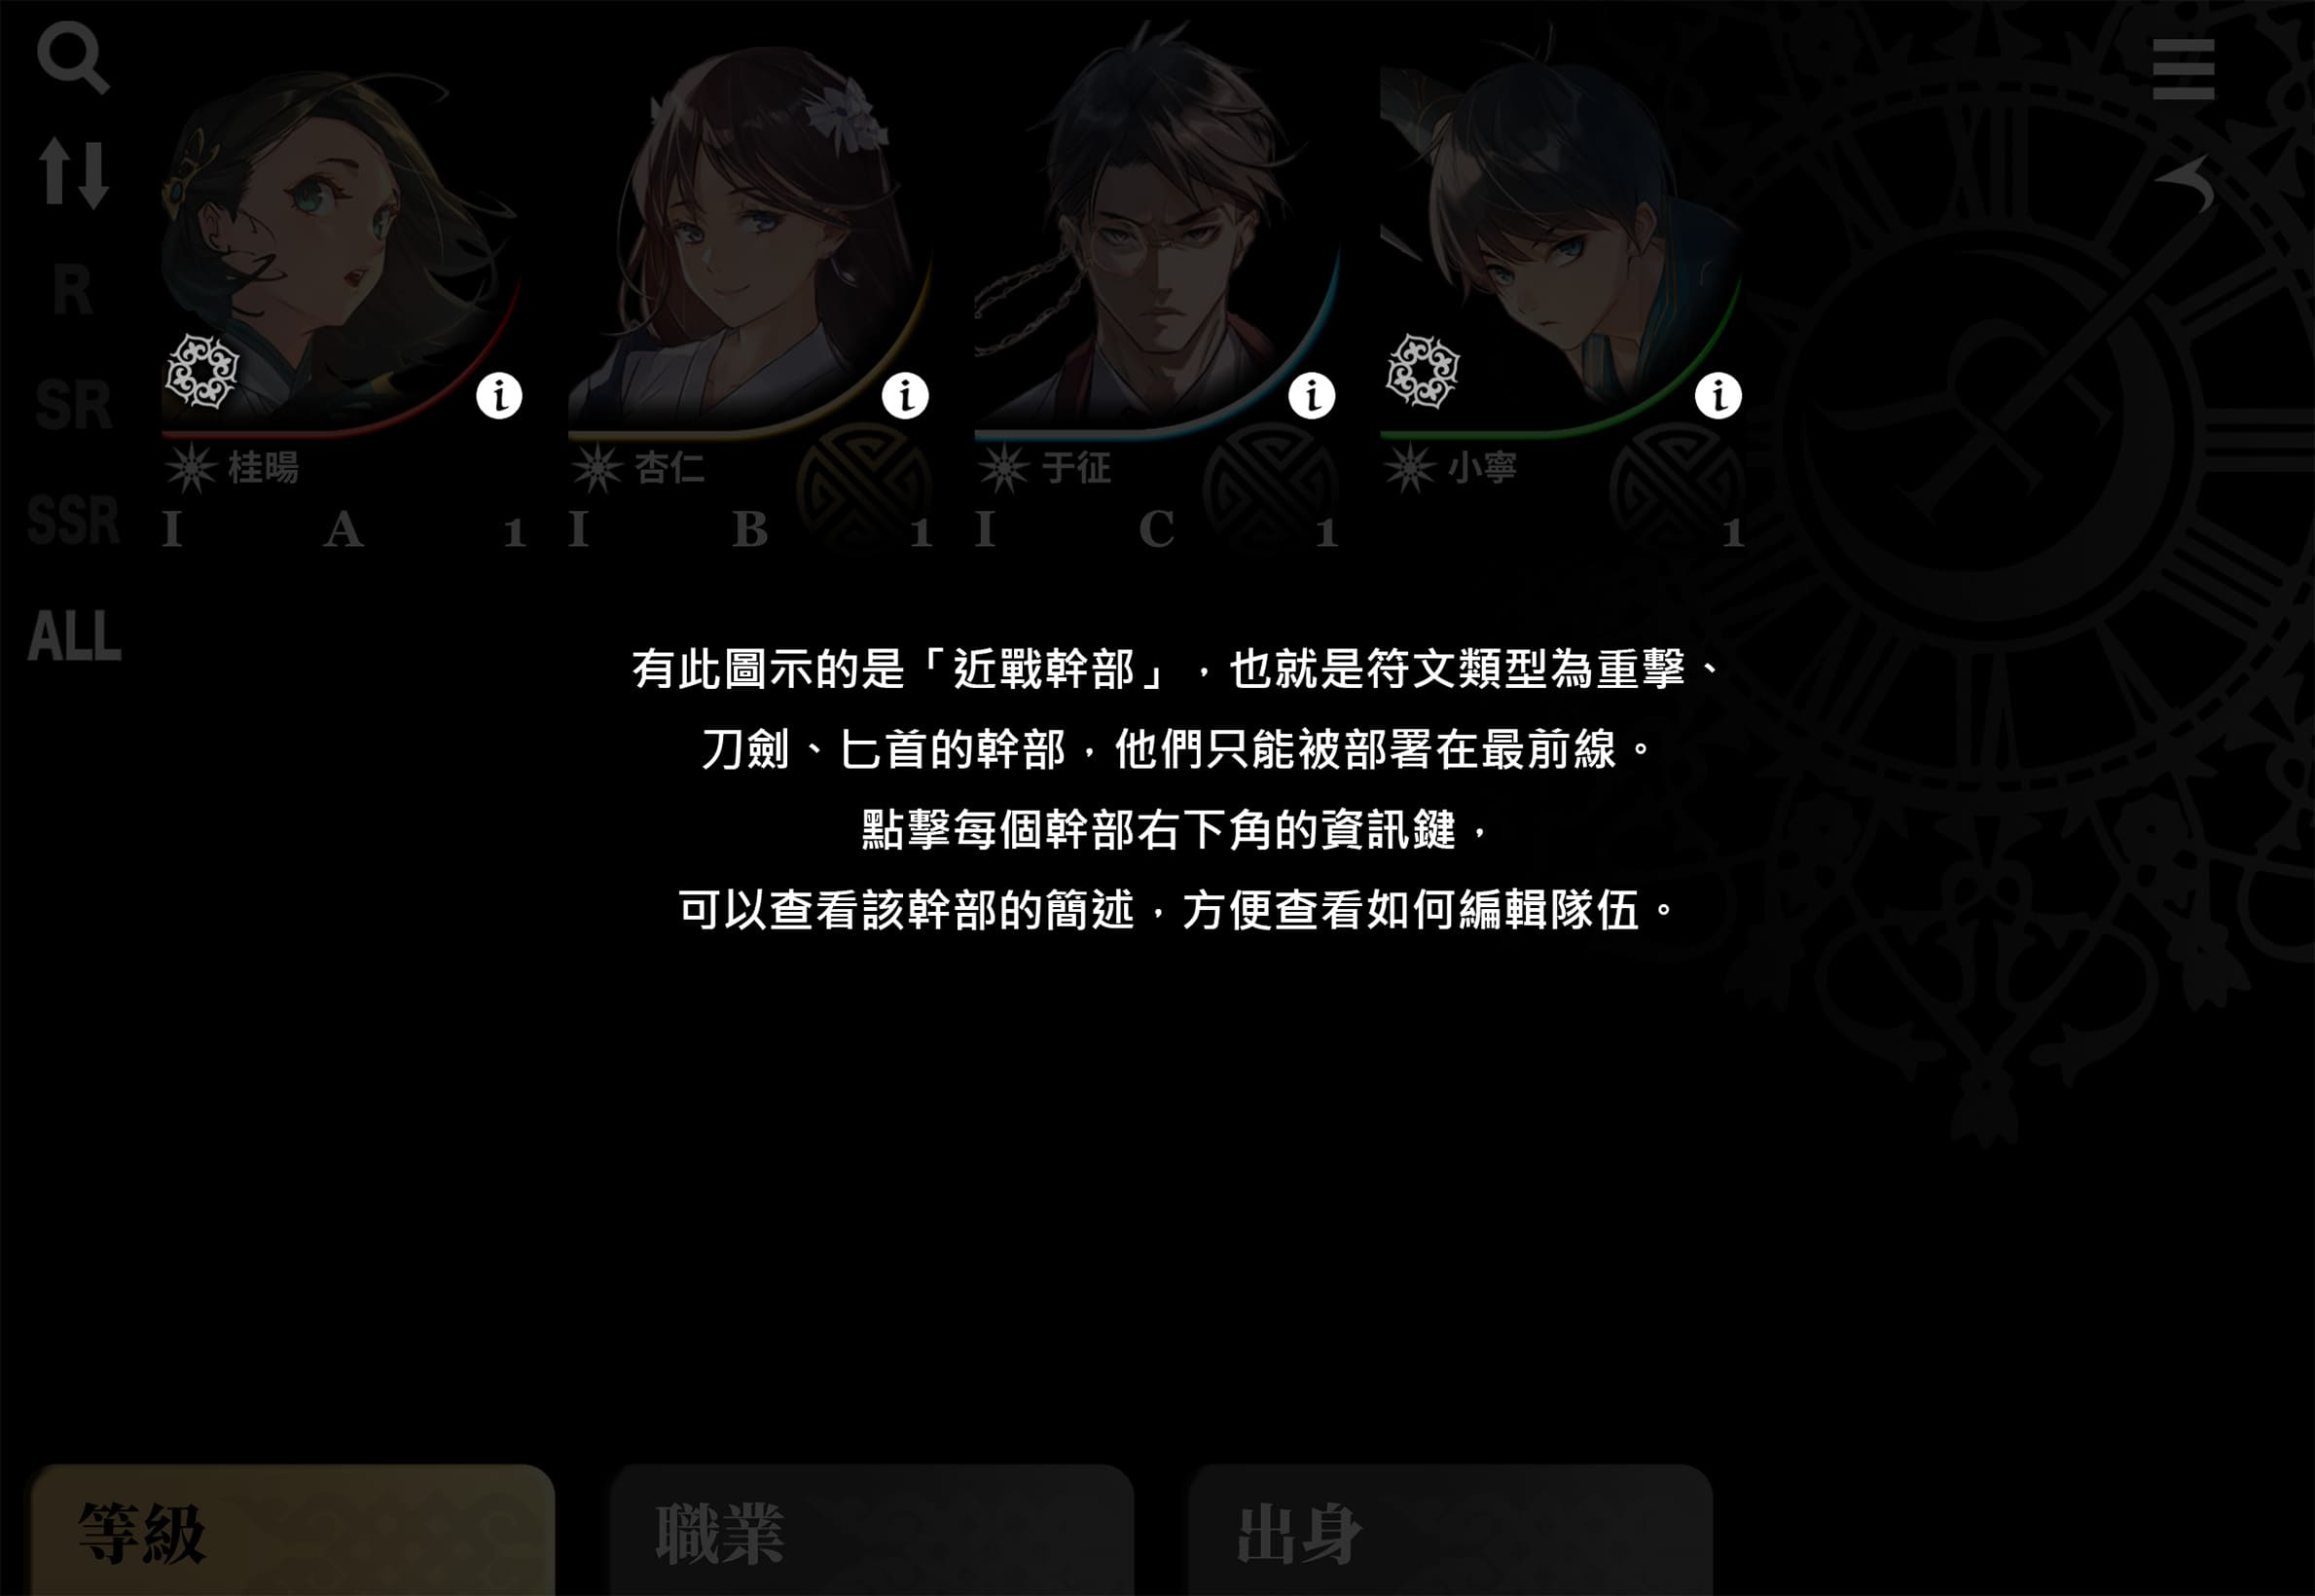 R
SR
SSR
ALL
桂暘
I A 1
杏仁
I B 1
于征
I C 1
小寧
1
有此圖示的是「近戰幹部」，也就是符文類型為重擊、
刀劍、匕首的幹部，他們只能被部署在最前線。
點擊每個幹部右下角的資訊鍵，
可以查看該幹部的簡述，方便查看如何編輯隊伍。
等級
職業
出身